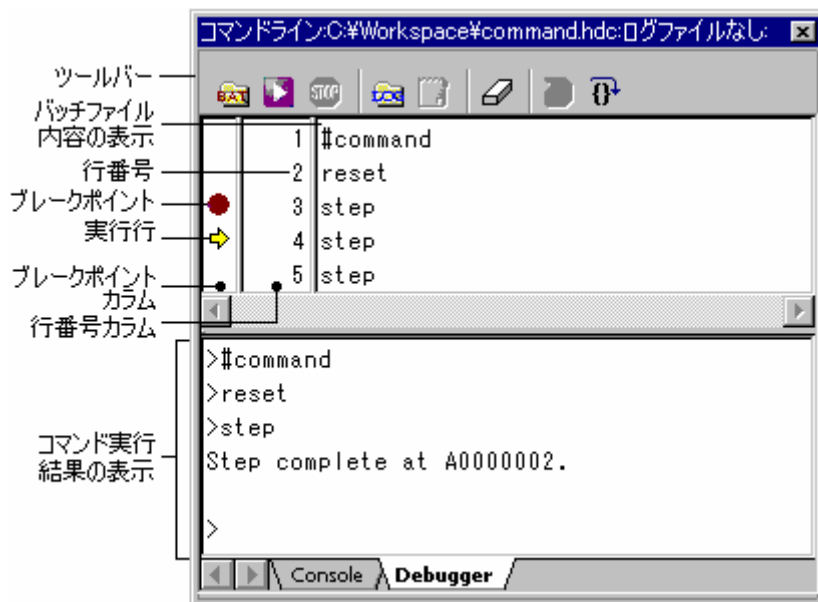 コマンドライン:C:¥Workspace¥command.hdc:ログファイルなし:
ツールバー
BAT STOP LOG
バッチファイル
内容の表示
行番号
ブレークポイント
実行行
ブレークポイント
カラム
行番号カラム
1 #command
2 reset
3 step
4 step
5 step
コマンド実行
結果の表示
>#command
>reset
>step
Step complete at A0000002.
>
Console Debugger